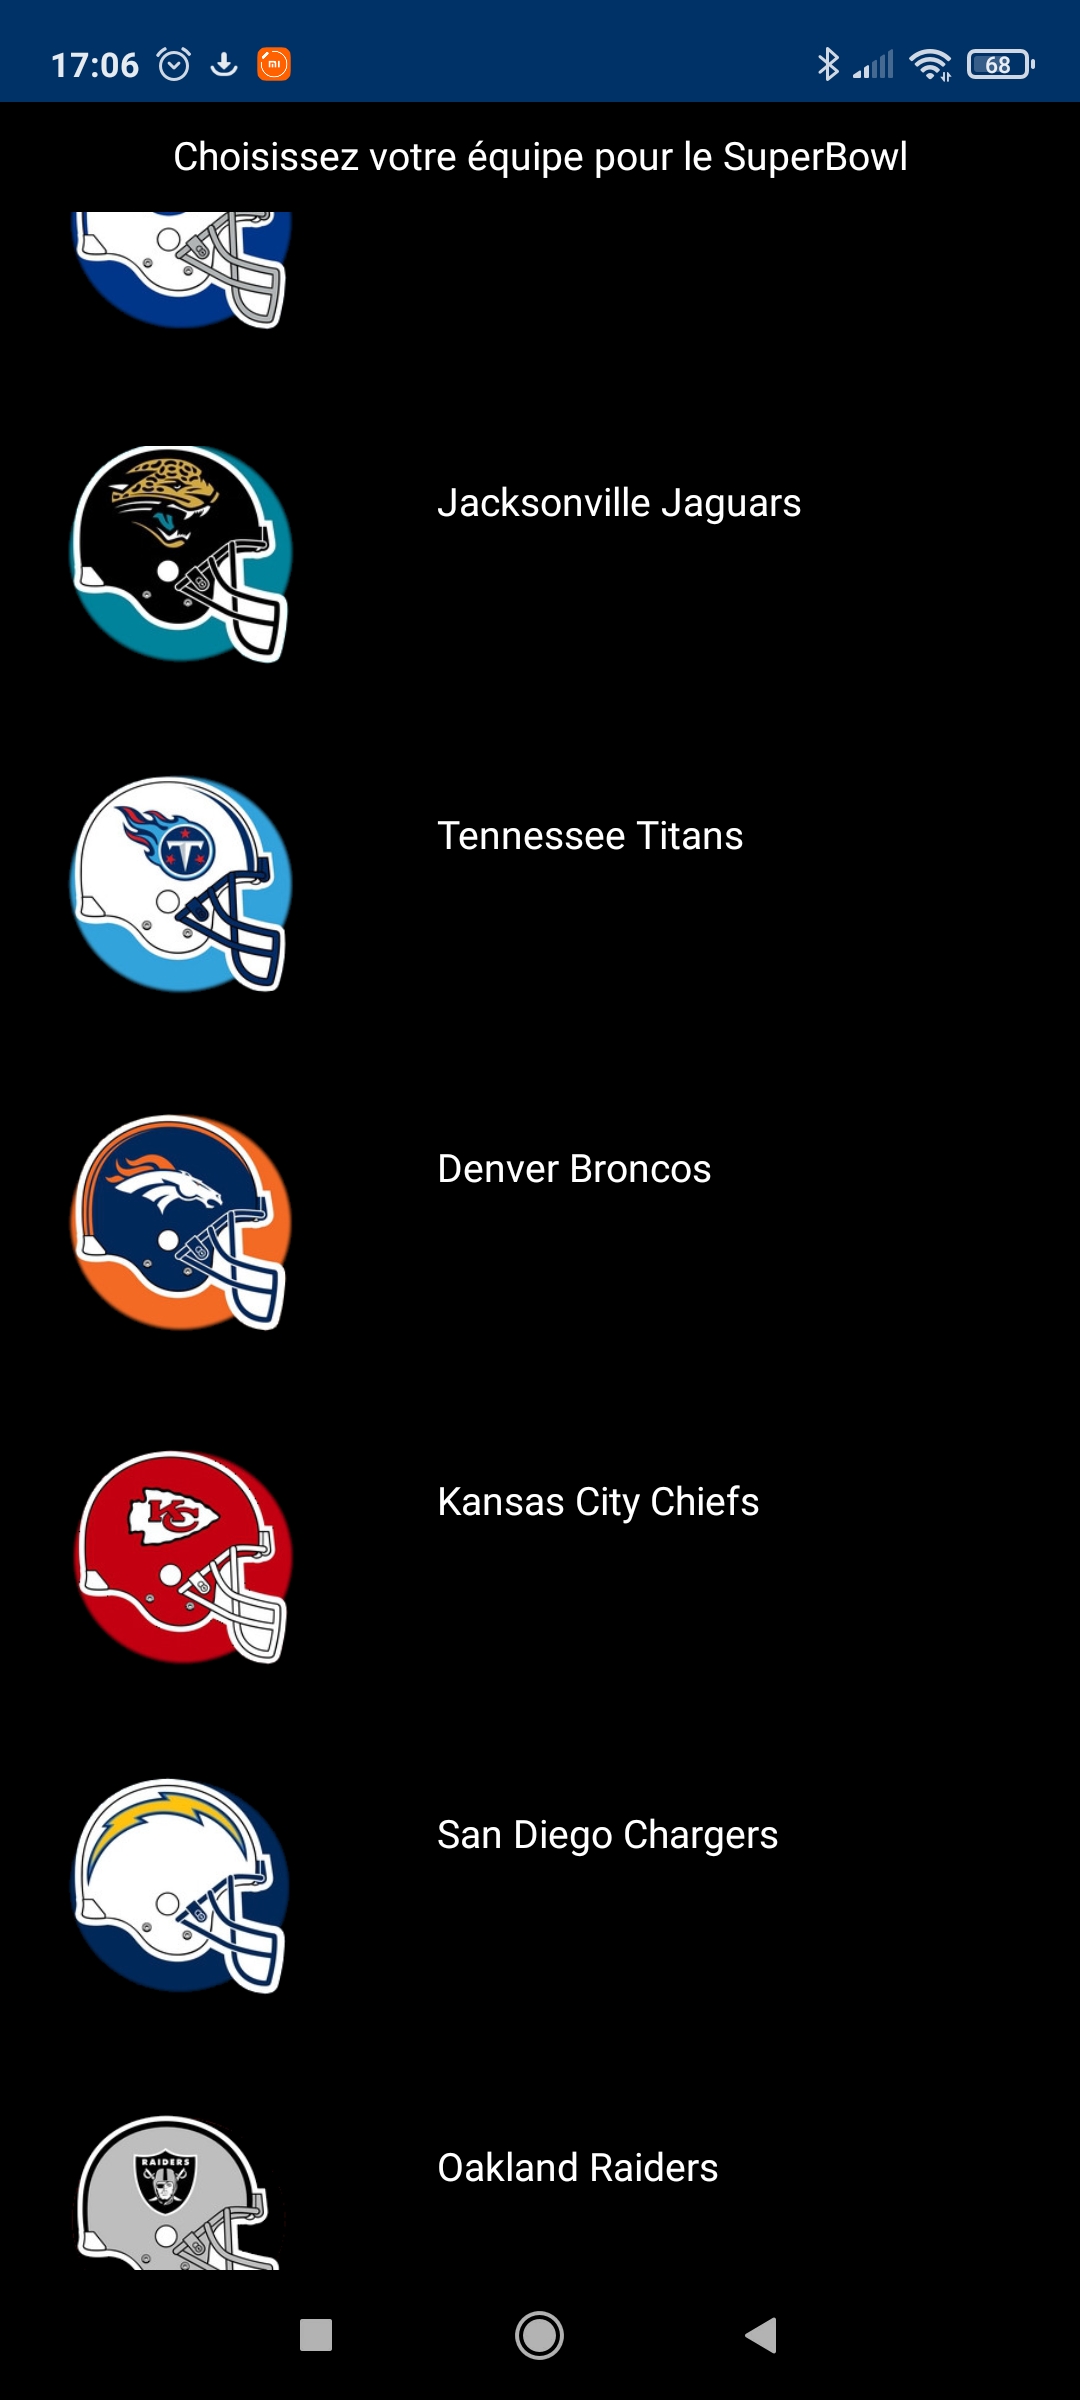 17:06 68
Choisissez votre équipe pour le SuperBowl
Jacksonville Jaguars
Tennessee Titans
T
Denver Broncos
Kansas City Chiefs
KC
San Diego Chargers
Oakland Raiders
RAIDERS